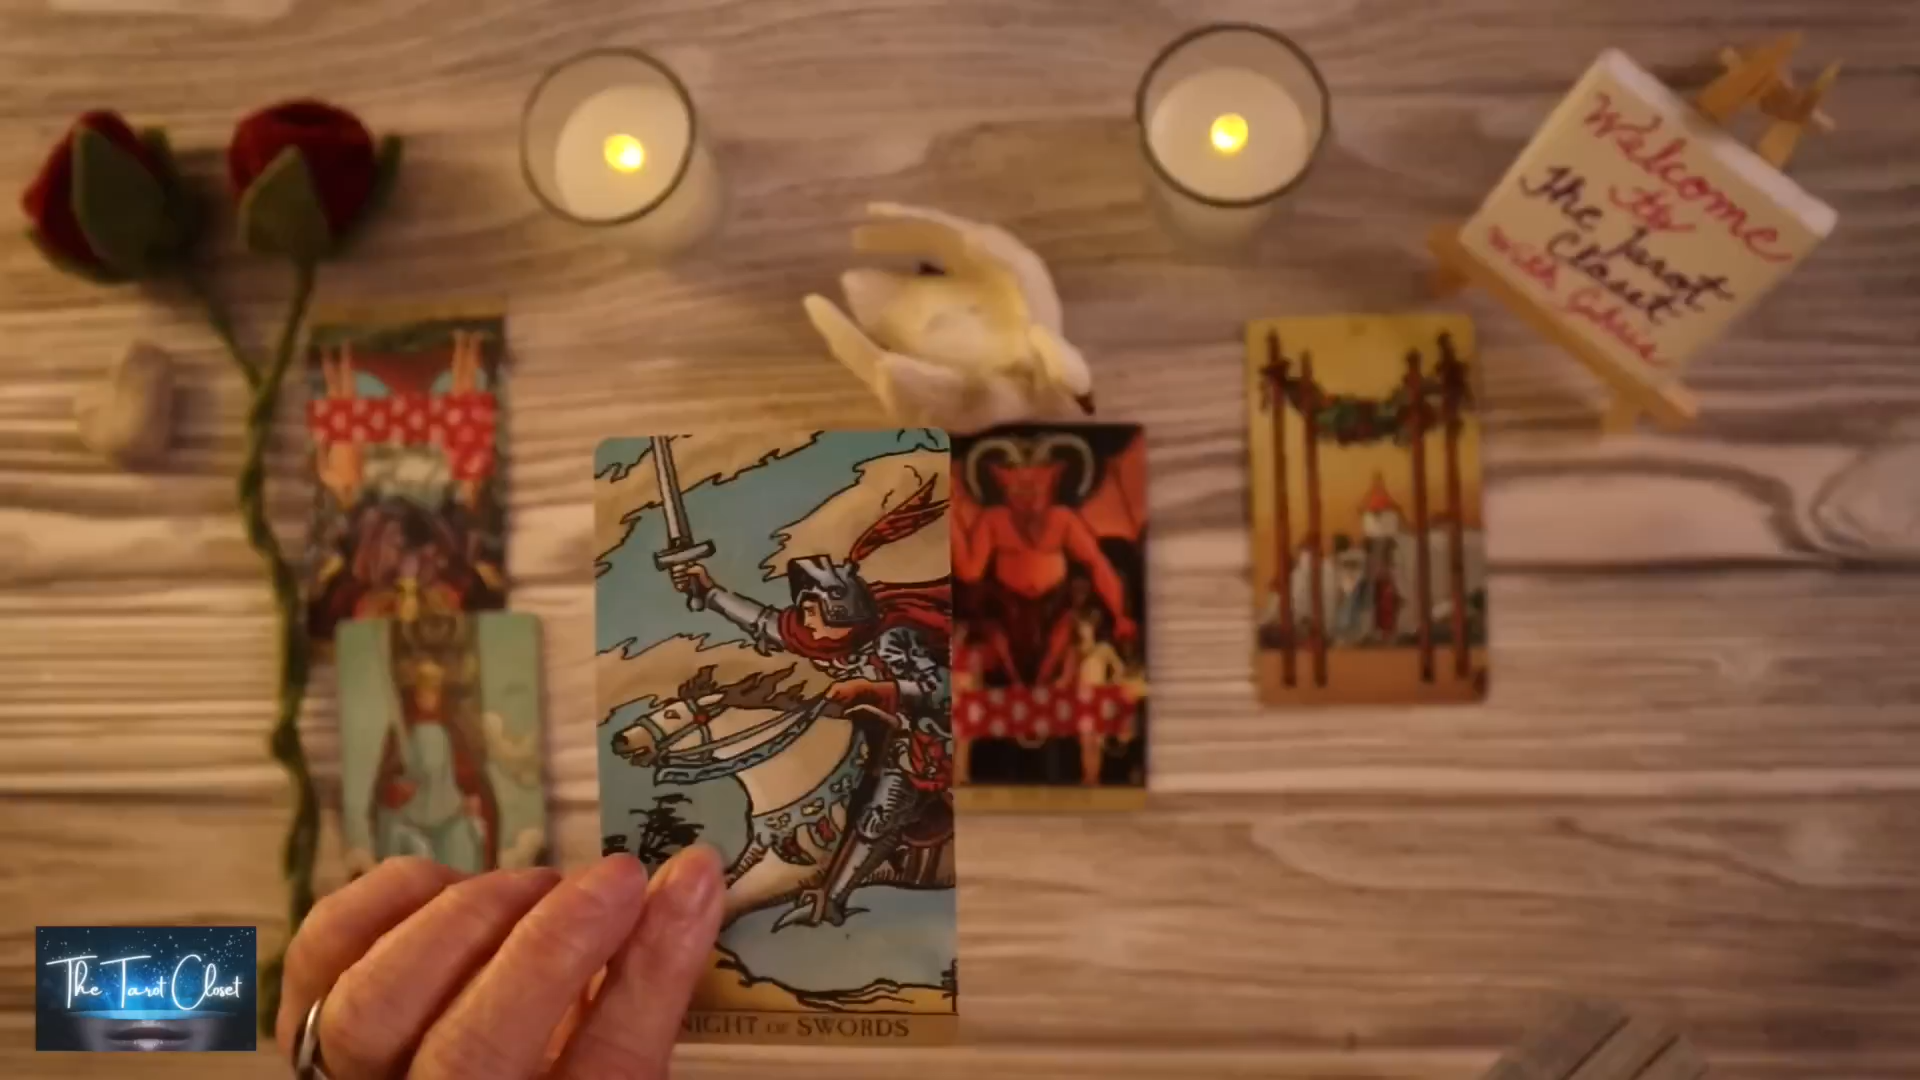 Welcome
to
The Tarot
Closet
with
NIGHT OF SWORDS
The Tarot Closet